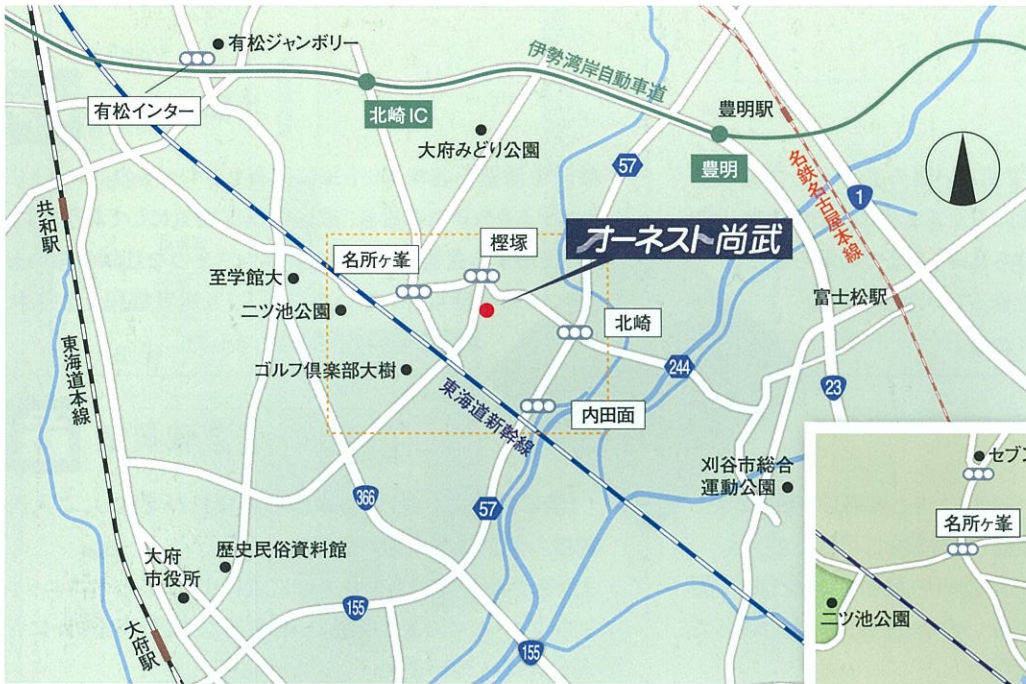 有松ジャンボリー
有松インター
北崎IC
伊勢湾岸自動車道
大府みどり公園
豊明駅
57
豊明
名鉄名古屋本線
1
共和駅
オーネスト尚武
樫塚
名所ヶ峯
至学館大
二ツ池公園
北崎
富士松駅
ゴルフ倶楽部大樹
244
23
東海道本線
東海道新幹線
内田面
刈谷市総合
運動公園
366
57
大府
市役所
歴史民俗資料館
155
大府駅
155
セブン
名所ヶ峯
二ツ池公園